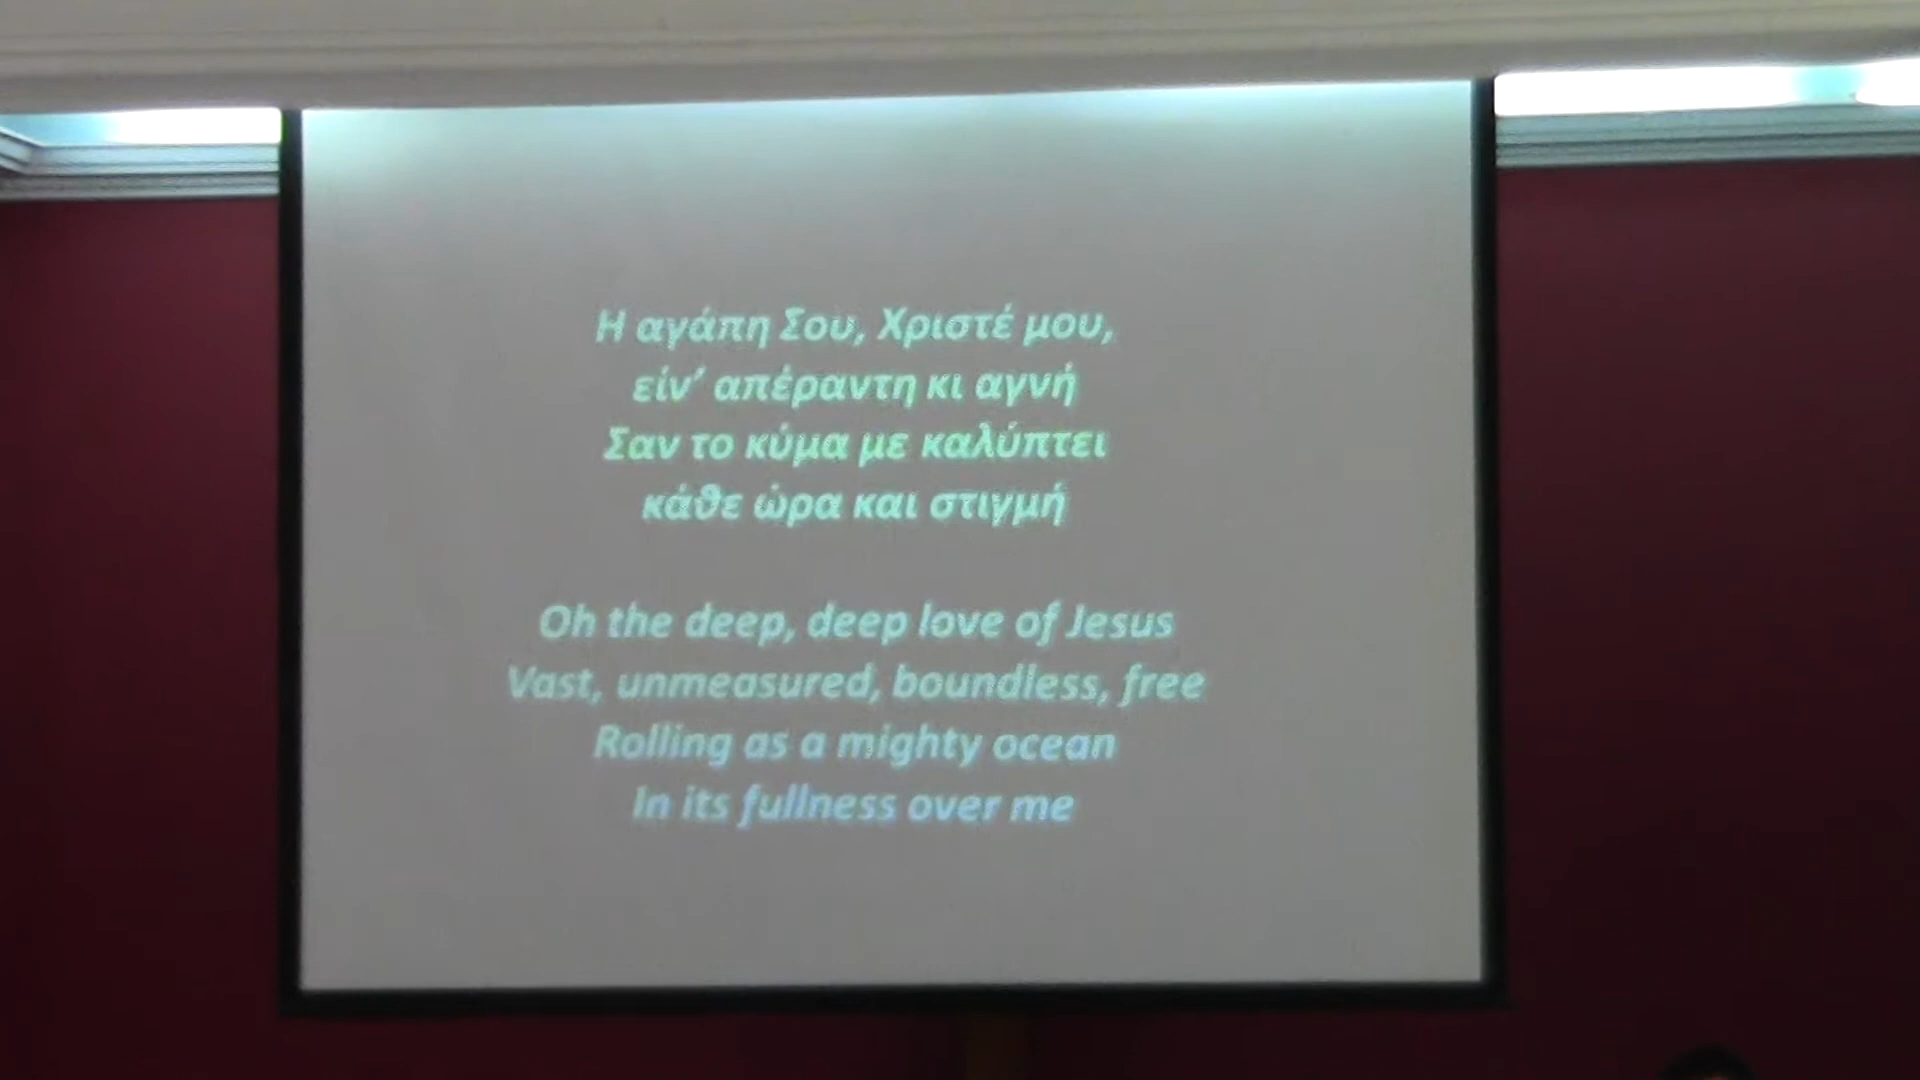 Η αγάπη Σου, Χριστέ μου,
είν’ απέραντη κι αγνή
Σαν το κύμα με καλύπτει
κάθε ώρα και στιγμή
Oh the deep, deep love of Jesus
Vast, unmeasured, boundless, free
Rolling as a mighty ocean
In its fullness over me